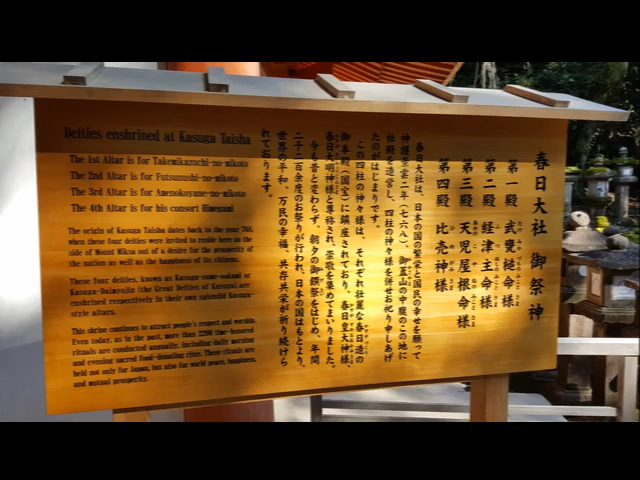 Deities enshrined at Kasuga Taisha
The 1st Altar is for Takemikazuchi-no-mikoto
The 2nd Altar is for Futsunushi-no-mikoto
The 3rd Altar is for Amenokoyane-no-mikoto
The 4th Altar is for his consort Himegami
The origin of Kasuga Taisha dates back to the year 768,
when these four deities were invited to reside here on the
side of Mount Miksa out of a desire for the prosperity of
the nation as well as the happiness of its citizens.
These four deities, known as Kasuga-sume-ookami or
Kasuga-Daimyojin (the Great Deities of Kasuga), are
enshrined respectively in their own splendid Kasuga-
style altars.
This shrine continues to attract people's respect and worship.
Even today, as in the past, more than 2200 time-honored
rituals are conducted annually, including daily morning
and evening sacred food-donating rites. These rituals are
held not only for Japan, but also for world peace, happiness,
and mutual prosperity.
春日大社 御祭神
第一殿 武甕槌命様
第二殿 経津主命様
第三殿 天児屋根命様
第四殿 比売神様
春日大社は、日本の国の繁栄と国民の幸せを願って
神護景雲二年(七六八)、御蓋山の中腹のこの地に
社殿を造営し、四柱の神々様を併せお祀り申しあげ
たのがはじまりです。
この四柱の神々様は、それぞれ壮麗な春日造の
御本殿(国宝)に鎮座されており、春日皇大神様、
春日大明神様と尊称され、崇敬を集めてまいりました。
今も昔と変わらず、朝夕の御饌祭をはじめ、年間
二千二百余度のお祭りが行われ、日本の国はもとより、
世界の平和、万民の幸福、共存共栄が祈り続けら
れております。